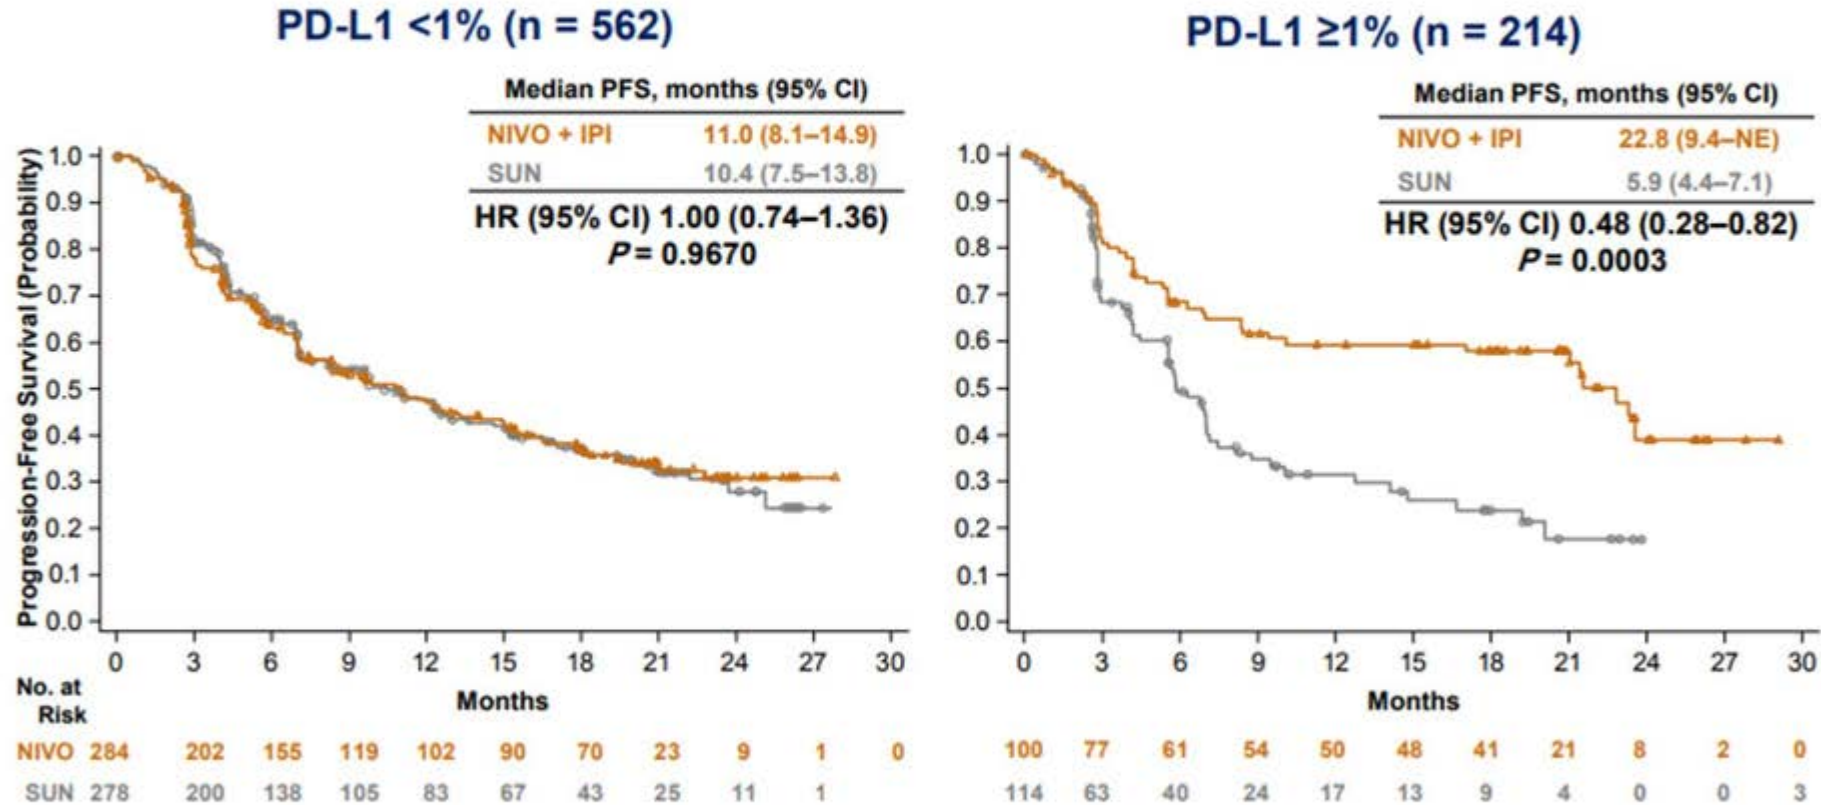 PD-L1 <1% (n = 562)
Median PFS, months (95% CI)
NIVO + IPI 11.0 (8.1–14.9)
SUN 10.4 (7.5–13.8)
HR (95% CI) 1.00 (0.74–1.36)
P = 0.9670
Progression-Free Survival (Probability)
1.0
0.9
0.8
0.7
0.6
0.5
0.4
0.3
0.2
0.1
0.0
0 3 6 9 12 15 18 21 24 27 30
Months
No. at
Risk
NIVO 284 202 155 119 102 90 70 23 9 1 0
SUN 278 200 138 105 83 67 43 25 11 1
PD-L1 ≥1% (n = 214)
Median PFS, months (95% CI)
NIVO + IPI 22.8 (9.4–NE)
SUN 5.9 (4.4–7.1)
HR (95% CI) 0.48 (0.28–0.82)
P = 0.0003
1.0
0.9
0.8
0.7
0.6
0.5
0.4
0.3
0.2
0.1
0.0
0 3 6 9 12 15 18 21 24 27 30
Months
100 77 61 54 50 48 41 21 8 2 0
114 63 40 24 17 13 9 4 0 0 3